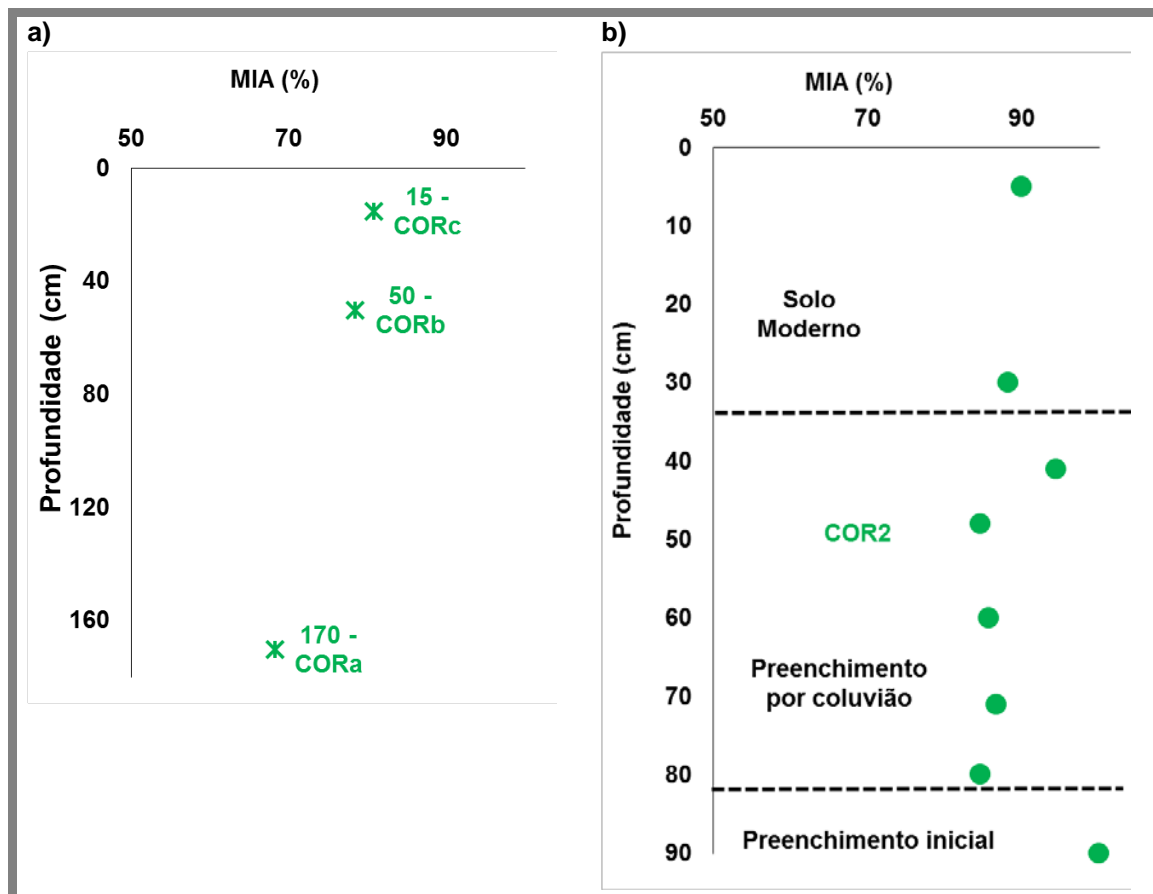 a)
MIA (%)
50 70 90
0
15 -
CORc
40
50 -
CORb
80
120
160
170 -
CORa
Profundidade (cm)
b)
MIA (%)
50 70 90
0
10
20
Solo
Moderno
30
40
50
COR2
60
Preenchimento
por coluvião
70
80
Preenchimento inicial
90
Profundidade (cm)